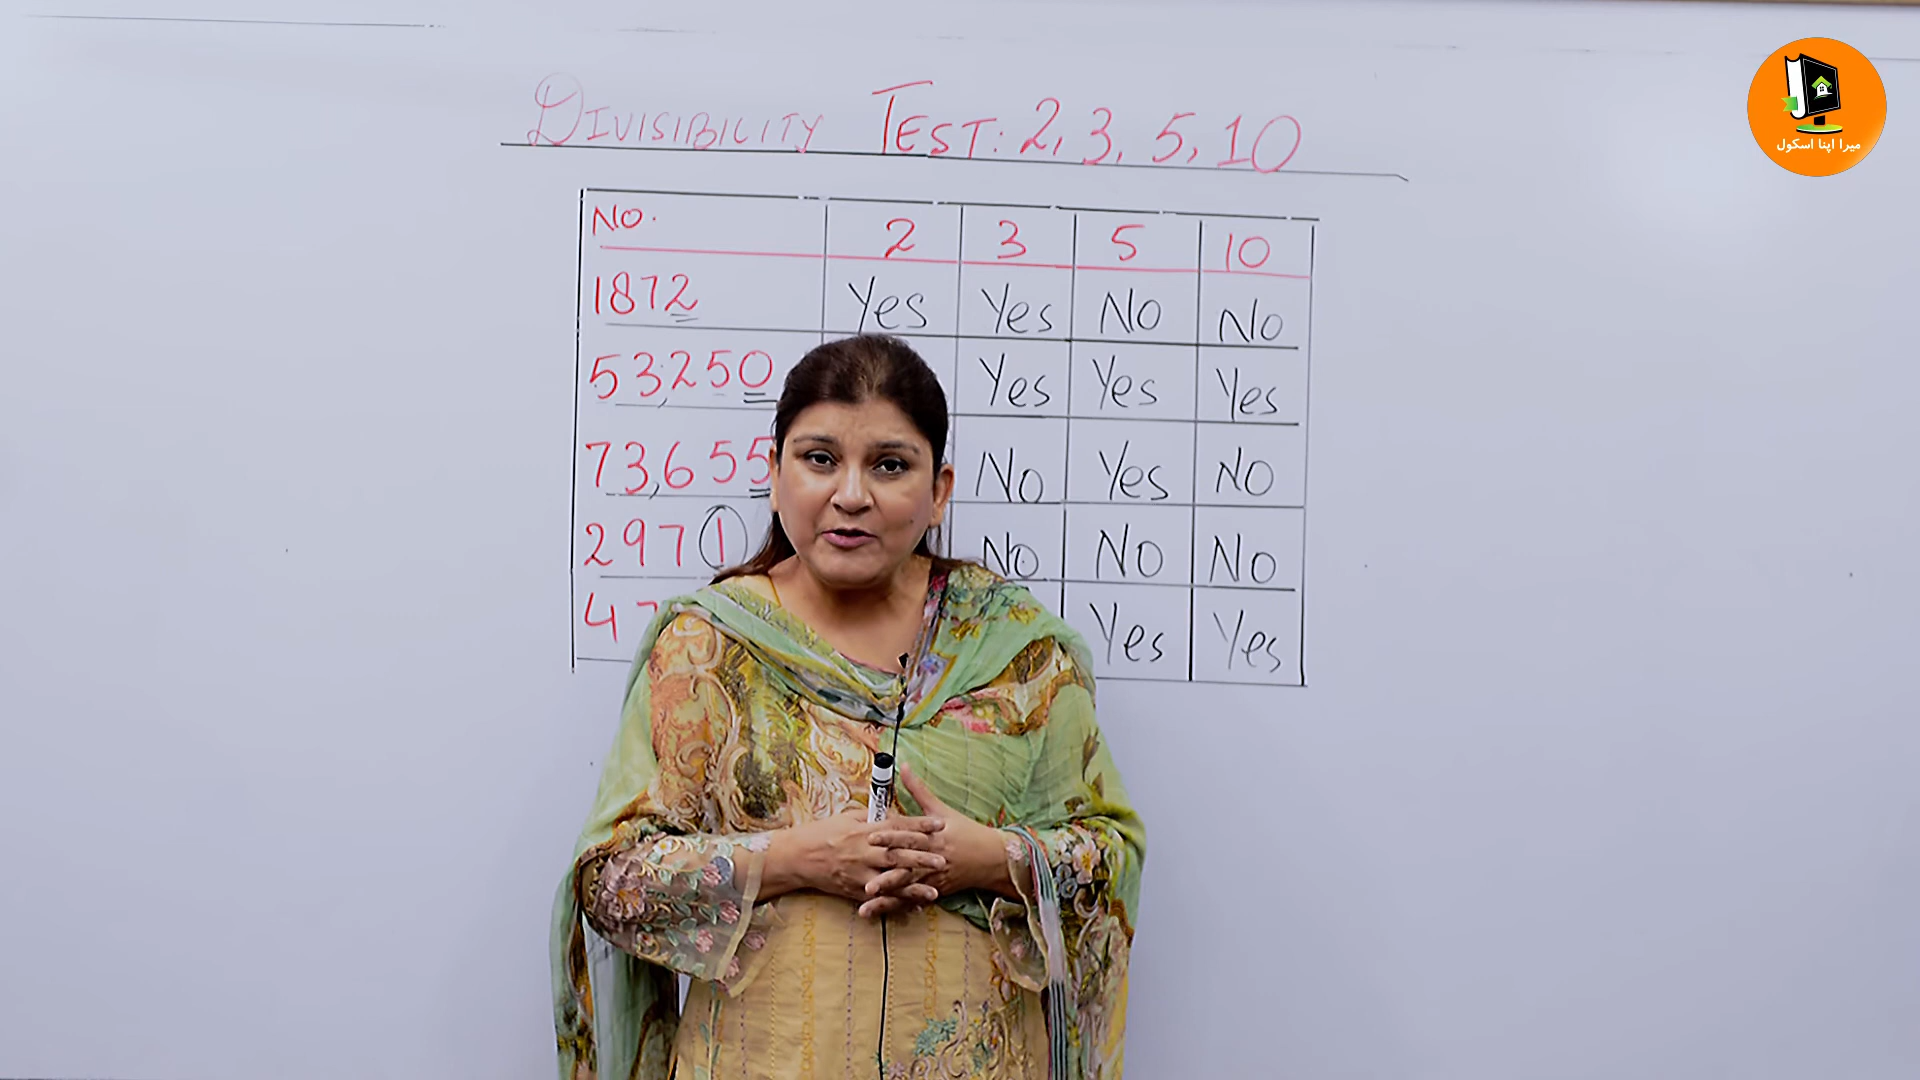 DIVISIBILITY TEST: 2, 3, 5, 10
میرا اپنا اسکول
NO. 2 3 5 10
1872 Yes Yes No No
53,250 Yes Yes Yes
73,655 No Yes NO
2971 No No No
4 Yes Yes